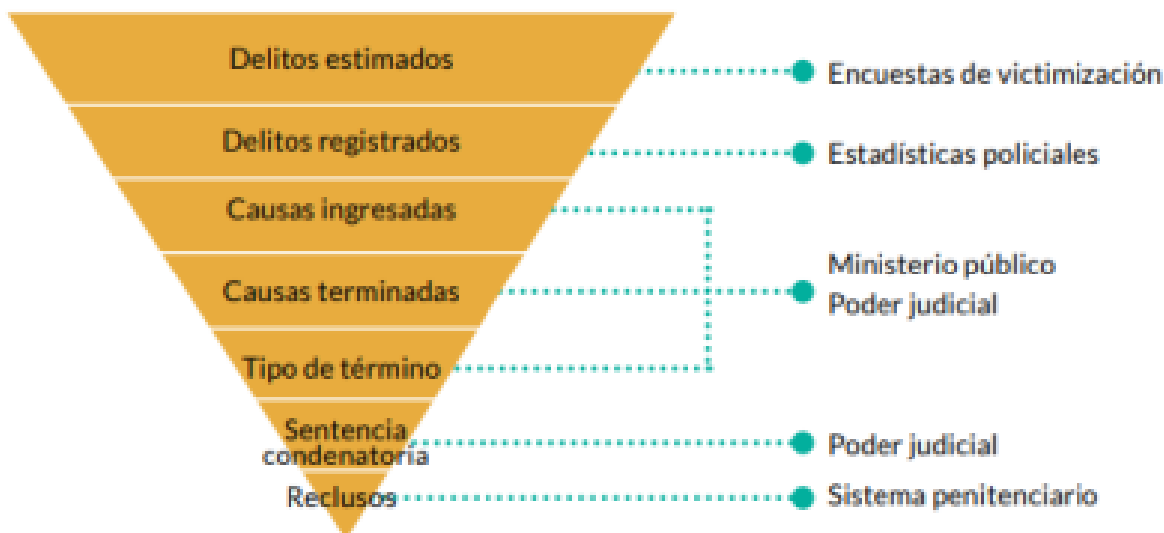 Delitos estimados
Encuestas de victimización
Delitos registrados
Estadísticas policiales
Causas ingresadas
Causas terminadas
Ministerio público
Poder judicial
Tipo de término
Sentencia
condenatoria
Poder judicial
Reclusos
Sistema penitenciario